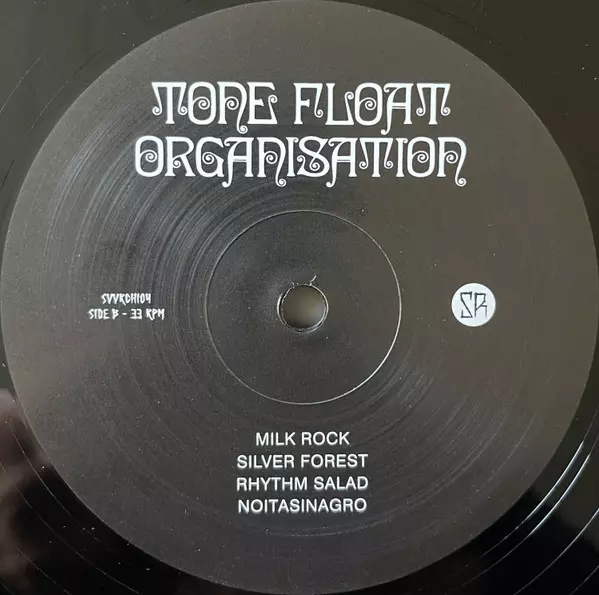 TONE FLOAT
ORGANISATION
SVVRCH104
SIDE B - 33 RPM
SR
MILK ROCK
SILVER FOREST
RHYTHM SALAD
NOITASINAGRO